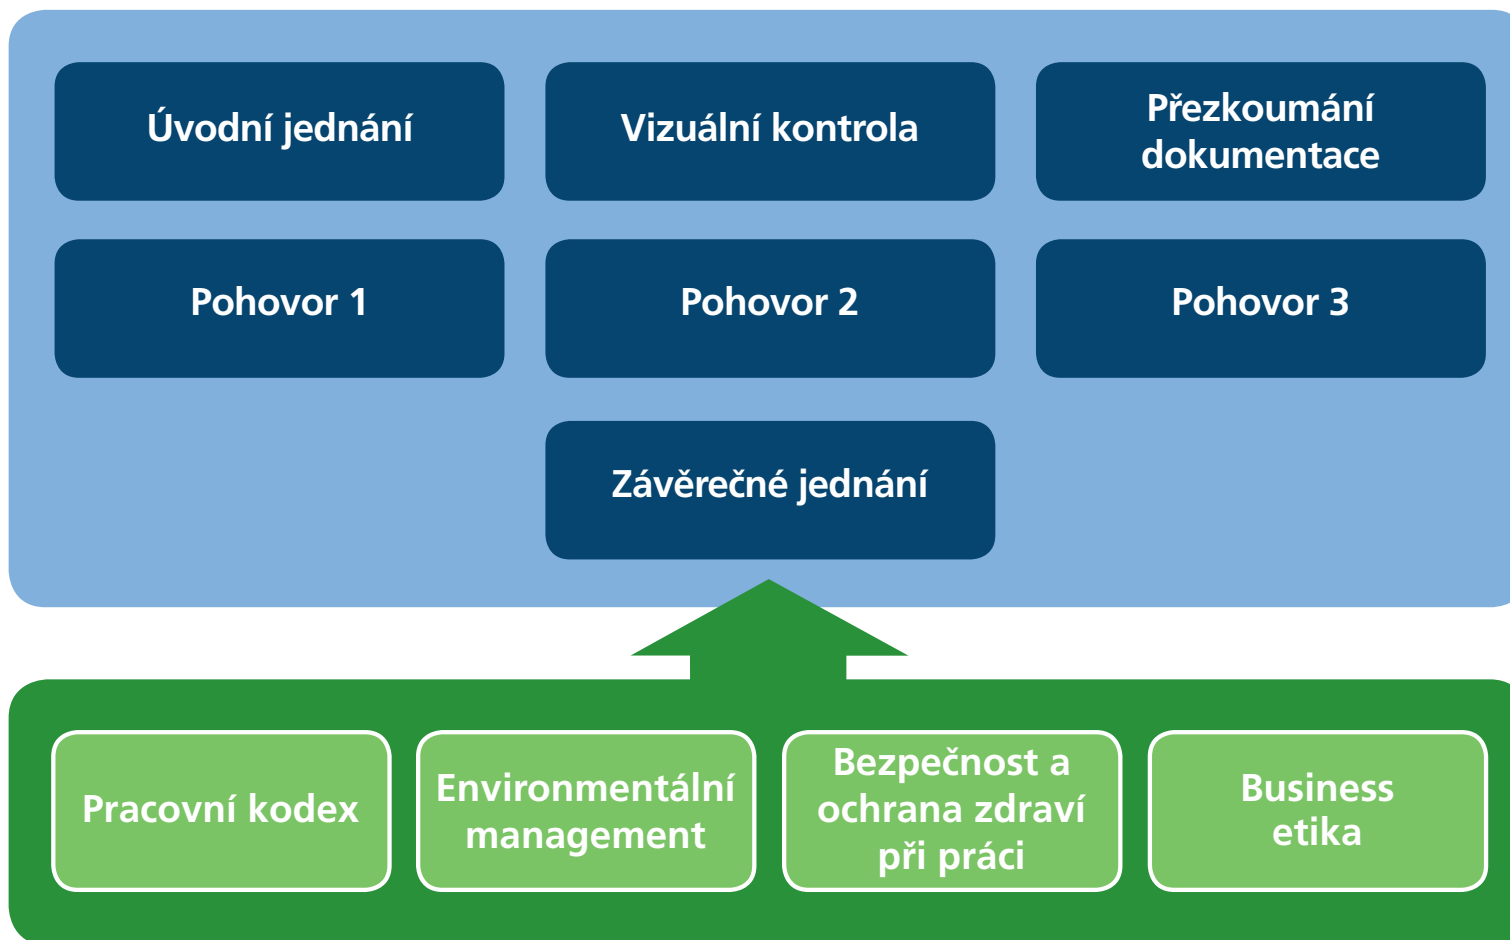 Úvodní jednání
Vizuální kontrola
Přezkoumání
dokumentace
Pohovor 1
Pohovor 2
Pohovor 3
Závěrečné jednání
Pracovní kodex
Environmentální
management
Bezpečnost a
ochrana zdraví
při práci
Business
etika